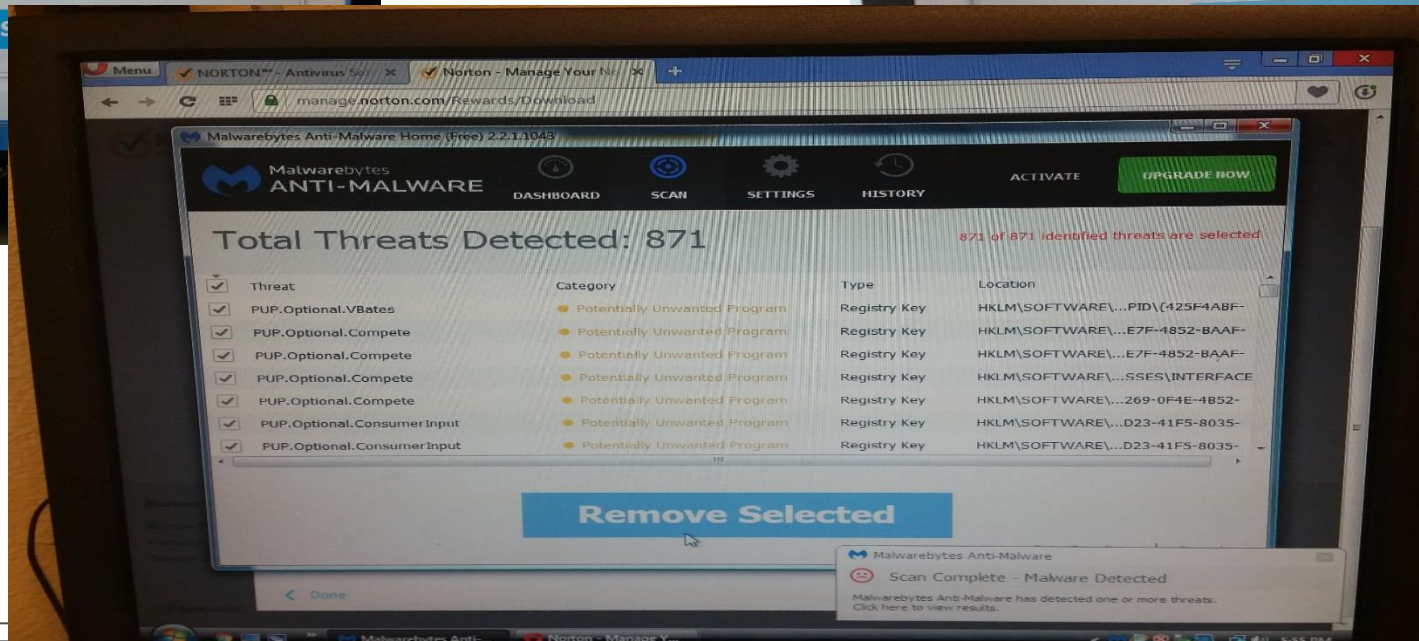 Menu NORTON™ - Antivirus So Norton - Manage Your No
manage.norton.com/Rewards/Download
Malwarebytes Anti-Malware Home (Free) 2.2.1.1043
Malwarebytes
ANTI-MALWARE
DASHBOARD SCAN SETTINGS HISTORY ACTIVATE UPGRADE NOW
Total Threats Detected: 871
871 of 871 identified threats are selected
Threat Category Type Location
PUP.Optional.VBates Potentially Unwanted Program Registry Key HKLM\SOFTWARE\...PID\{425F4ABF-
PUP.Optional.Compete Potentially Unwanted Program Registry Key HKLM\SOFTWARE\...E7F-4852-BAAF-
PUP.Optional.Compete Potentially Unwanted Program Registry Key HKLM\SOFTWARE\...E7F-4852-BAAF-
PUP.Optional.Compete Potentially Unwanted Program Registry Key HKLM\SOFTWARE\...SSES\INTERFACE
PUP.Optional.Compete Potentially Unwanted Program Registry Key HKLM\SOFTWARE\...269-0F4E-4B52-
PUP.Optional.ConsumerInput Potentially Unwanted Program Registry Key HKLM\SOFTWARE\...D23-41F5-8035-
PUP.Optional.ConsumerInput Potentially Unwanted Program Registry Key HKLM\SOFTWARE\...D23-41F5-8035-
Remove Selected
Malwarebytes Anti-Malware
Scan Complete - Malware Detected
Malwarebytes Anti-Malware has detected one or more threats.
Click here to view results.
Done
Malwarebytes Anti-... Norton - Manage Y... 5:55 PM